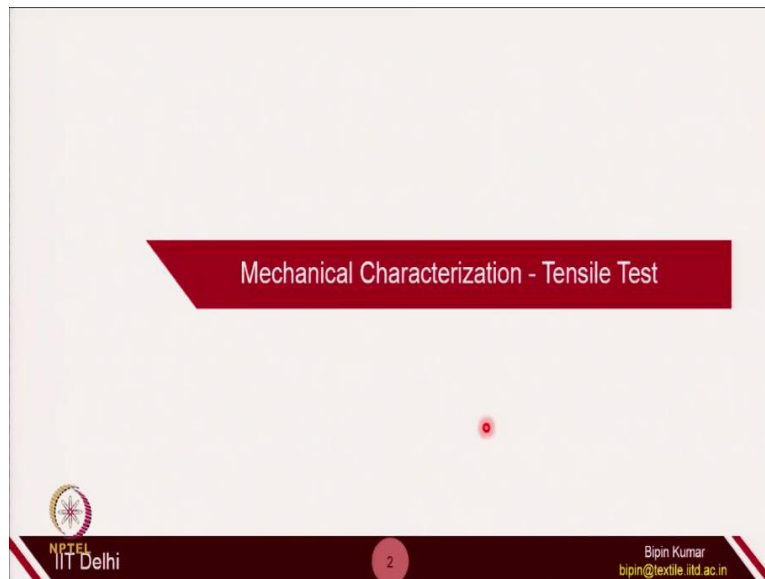 Mechanical Characterization - Tensile Test
NPTEL
IIT Delhi
2
Bipin Kumar
bipin@textile.iitd.ac.in